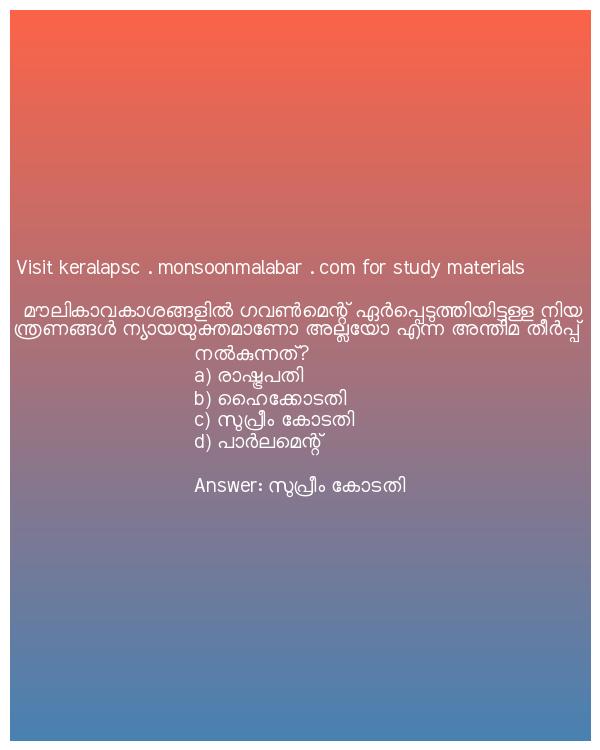 Visit keralapsc . monsoonmalabar . com for study materials
മൗലികാവകാശങ്ങളിൽ ഗവൺമെന്റ് ഏർപ്പെടുത്തിയിട്ടുള്ള നിയ
ന്ത്രണങ്ങൾ ന്യായയുക്തമാണോ അല്ലയോ എന്ന അന്തിമ തീർപ്പ്
നൽകുന്നത്?
a) രാഷ്ട്രപതി
b) ഹൈക്കോടതി
c) സുപ്രീം കോടതി
d) പാർലമെന്റ്
Answer: സുപ്രീം കോടതി